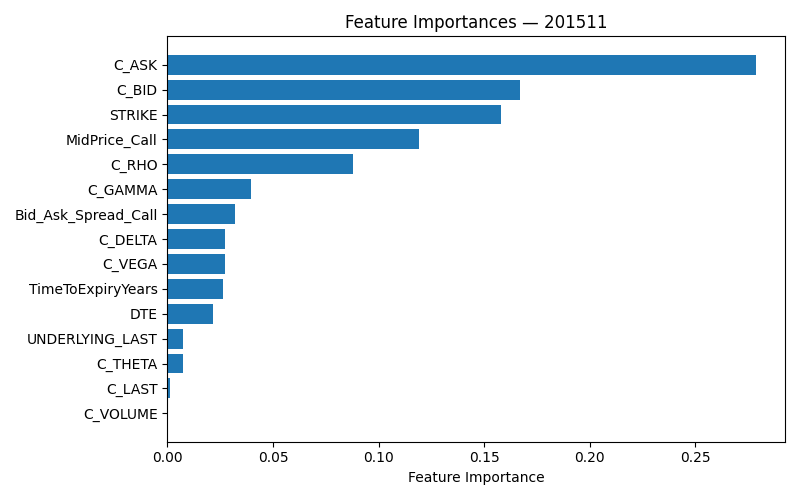 Feature Importances — 201511
C_ASK
C_BID
STRIKE
MidPrice_Call
C_RHO
C_GAMMA
Bid_Ask_Spread_Call
C_DELTA
C_VEGA
TimeToExpiryYears
DTE
UNDERLYING_LAST
C_THETA
C_LAST
C_VOLUME
0.00 0.05 0.10 0.15 0.20 0.25
Feature Importance